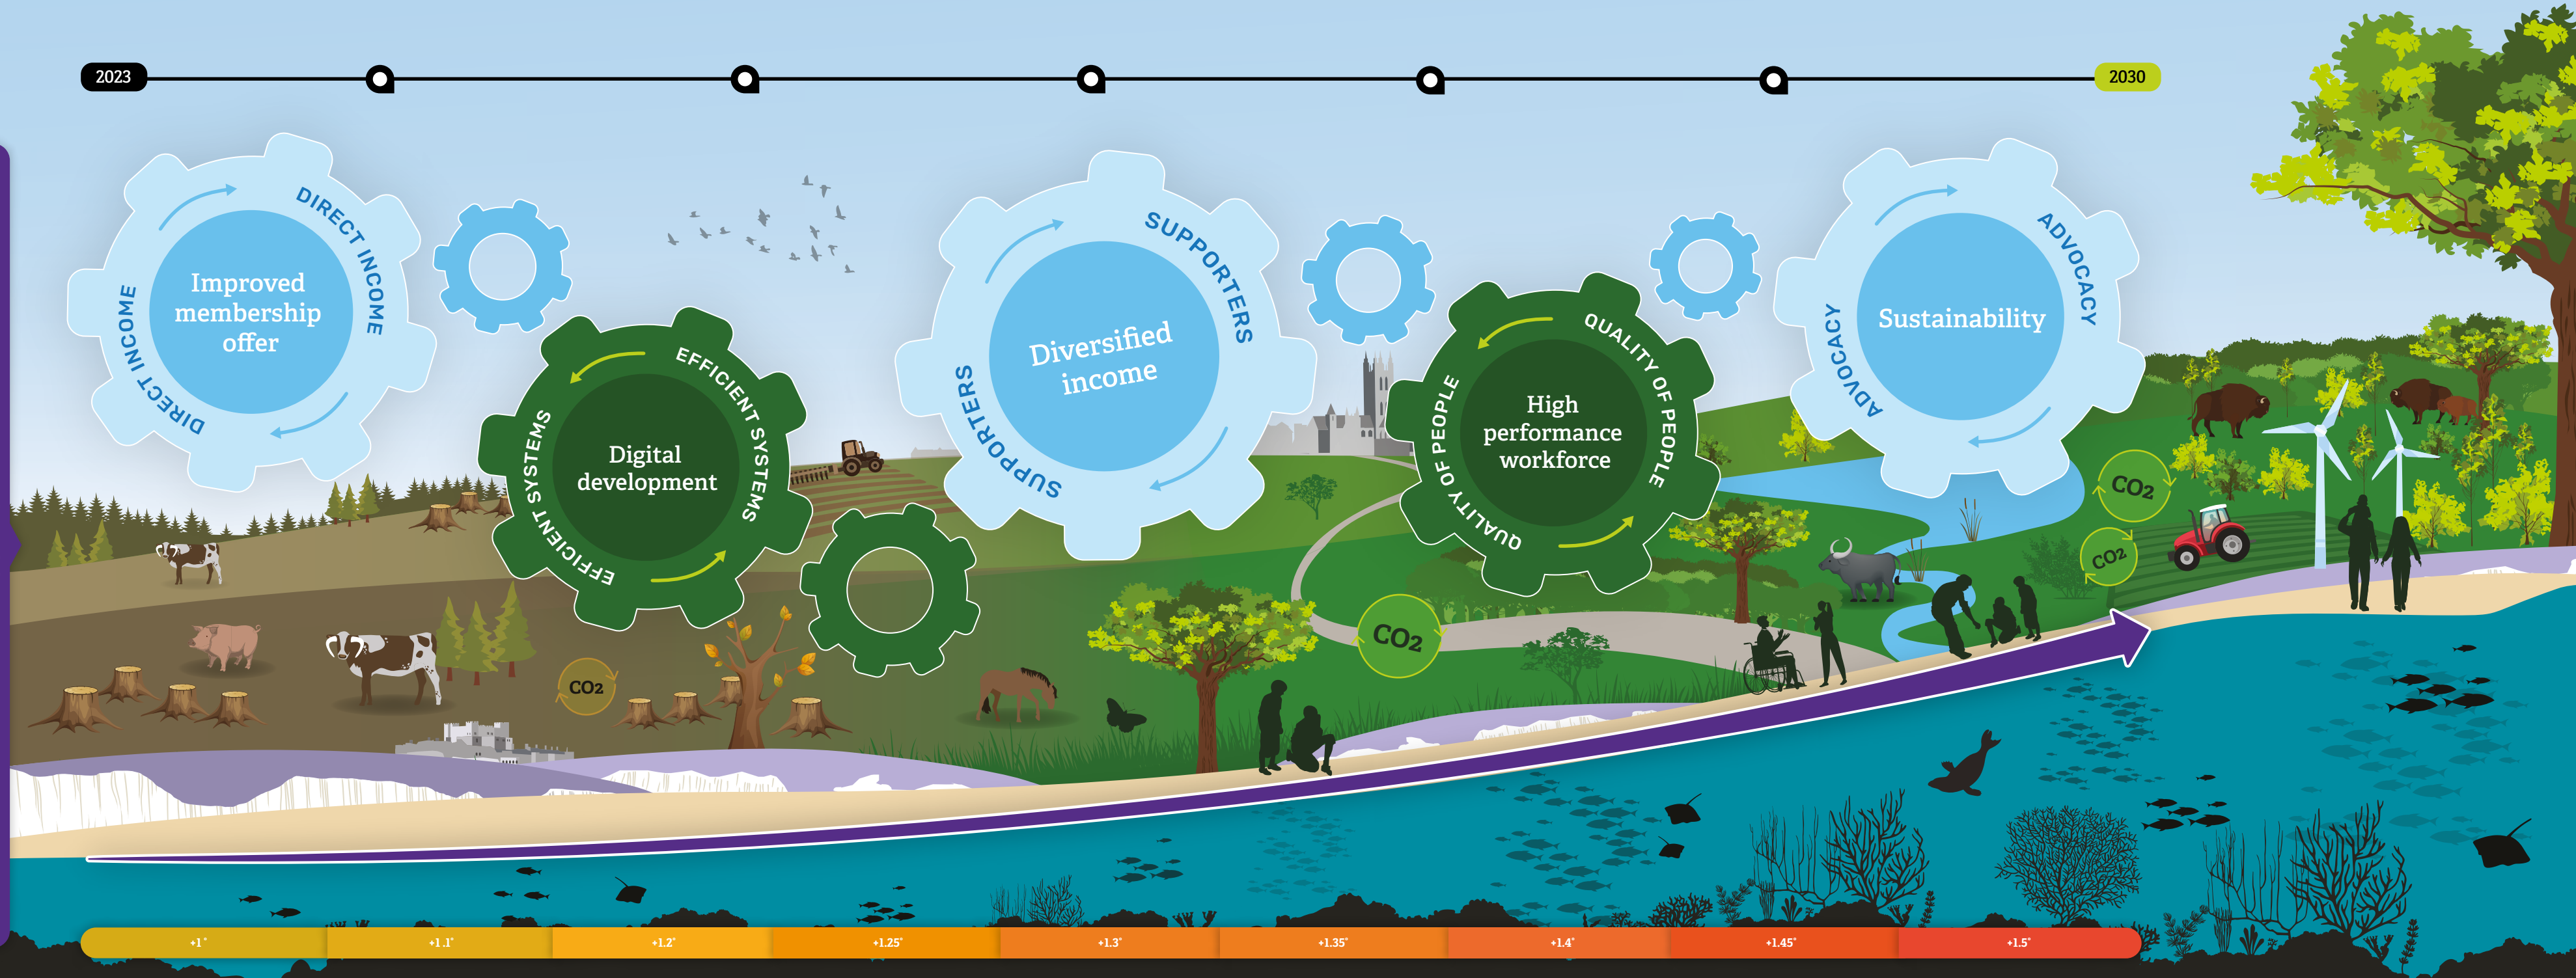 2023
2030
DIRECT INCOME
Improved
membership
offer
DIRECT INCOME
EFFICIENT SYSTEMS
Digital
development
EFFICIENT SYSTEMS
SUPPORTERS
Diversified
income
SUPPORTERS
QUALITY OF PEOPLE
High
performance
workforce
QUALITY OF PEOPLE
ADVOCACY
Sustainability
ADVOCACY
CO2
CO2
CO2
CO2
+1°
+1.1°
+1.2°
+1.25°
+1.3°
+1.35°
+1.4°
+1.45°
+1.5°